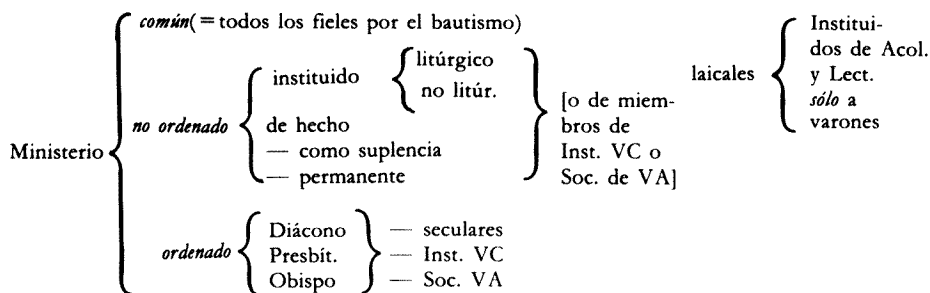 común(= todos los fieles por el bautismo)
Ministerio
no ordenado
instituido
litúrgico
no litúr.
de hecho
— como suplencia
— permanente
[o de miem-
bros de
Inst. VC o
Soc. de VA]
laicales
Institui-
dos de Acol.
y Lect.
sólo a
varones
ordenado
Diácono
Presbít.
Obispo
— seculares
— Inst. VC
— Soc. VA